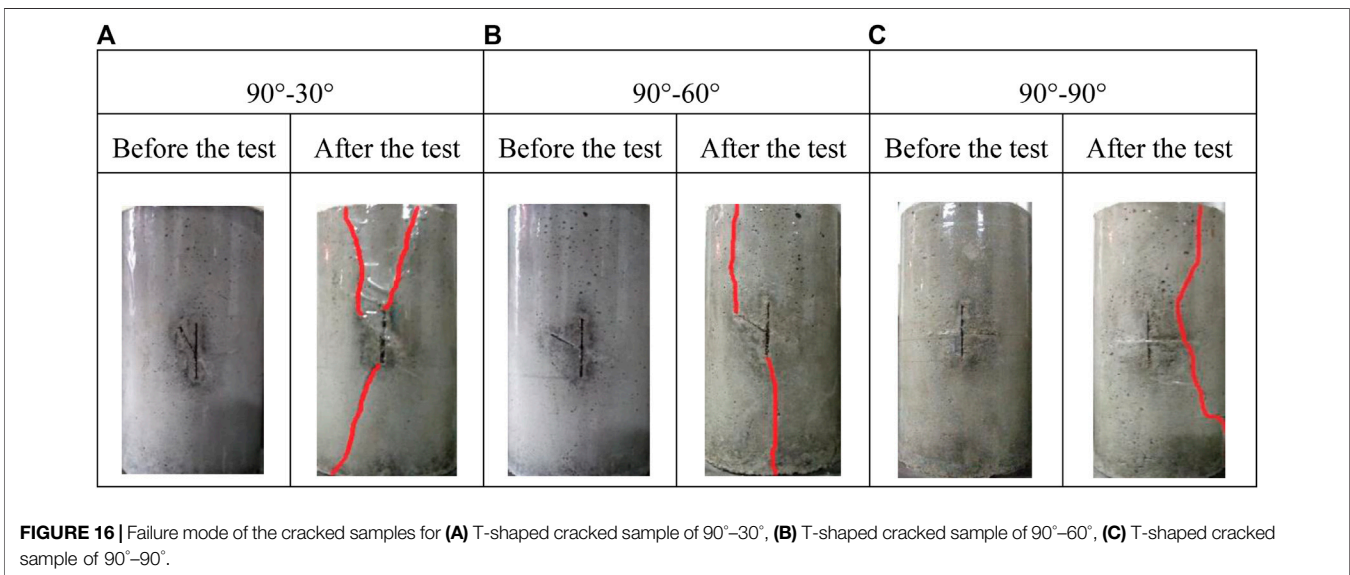 A B C
90°-30° 90°-60° 90°-90°
Before the test After the test Before the test After the test Before the test After the test
FIGURE 16 | Failure mode of the cracked samples for (A) T-shaped cracked sample of 90°–30°, (B) T-shaped cracked sample of 90°–60°, (C) T-shaped cracked
sample of 90°–90°.